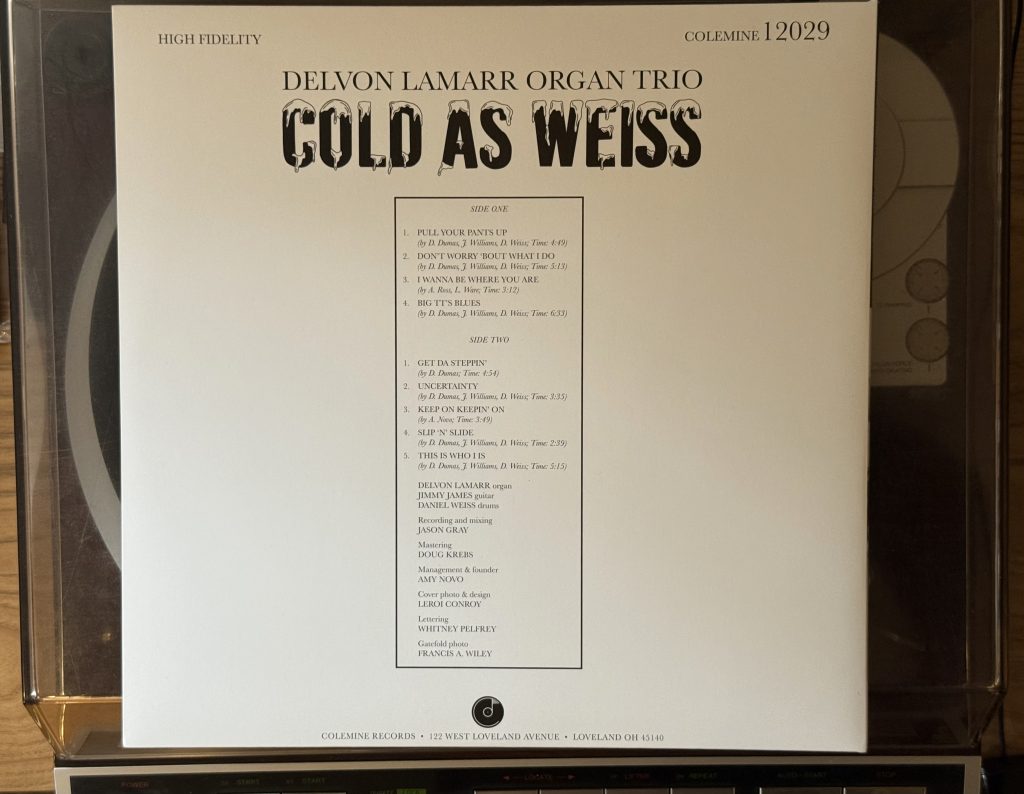 HIGH FIDELITY
COLEMINE 12029
DELVON LAMARR ORGAN TRIO
COLD AS WEISS
SIDE ONE
1. PULL YOUR PANTS UP
(by D. Dumas, J. Williams, D. Weiss; Time: 4:49)
2. DON'T WORRY 'BOUT WHAT I DO
(by D. Dumas, J. Williams, D. Weiss; Time: 5:13)
3. I WANNA BE WHERE YOU ARE
(by A. Ross, L. Ware; Time: 3:12)
4. BIG TT'S BLUES
(by D. Dumas, J. Williams, D. Weiss; Time: 6:33)
SIDE TWO
1. GET DA STEPPIN'
(by D. Dumas; Time: 4:54)
2. UNCERTAINTY
(by D. Dumas, J. Williams, D. Weiss; Time: 3:35)
3. KEEP ON KEEPIN' ON
(by A. Novo; Time: 3:49)
4. SLIP 'N' SLIDE
(by D. Dumas, J. Williams, D. Weiss; Time: 2:39)
5. THIS IS WHO I IS
(by D. Dumas, J. Williams, D. Weiss; Time: 5:15)
DELVON LAMARR organ
JIMMY JAMES guitar
DANIEL WEISS drums
Recording and mixing
JASON GRAY
Mastering
DOUG KREBS
Management & founder
AMY NOVO
Cover photo & design
LEROI CONROY
Lettering
WHITNEY PELFREY
Gatefold photo
FRANCIS A. WILEY
COLEMINE RECORDS • 122 WEST LOVELAND AVENUE • LOVELAND OH 45140
POWER
START
START
LOCATE
REPEAT
STOP